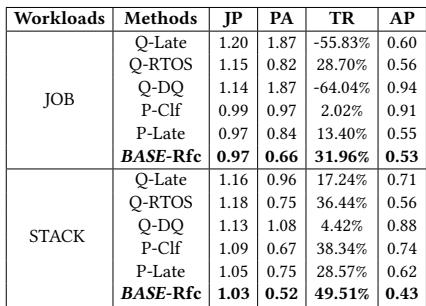 Workloads Methods JP PA TR AP
Q-Late 1.20 1.87 -55.83% 0.60
Q-RTOS 1.15 0.82 28.70% 0.56
Q-DQ 1.14 1.87 -64.04% 0.94
JOB
P-Clf 0.99 0.97 2.02% 0.91
P-Late 0.97 0.84 13.40% 0.55
BASE-Rfc 0.97 0.66 31.96% 0.53
Q-Late 1.16 0.96 17.24% 0.71
Q-RTOS 1.18 0.75 36.44% 0.56
Q-DQ 1.13 1.08 4.42% 0.88
STACK
P-Clf 1.09 0.67 38.34% 0.74
P-Late 1.05 0.75 28.57% 0.62
BASE-Rfc 1.03 0.52 49.51% 0.43